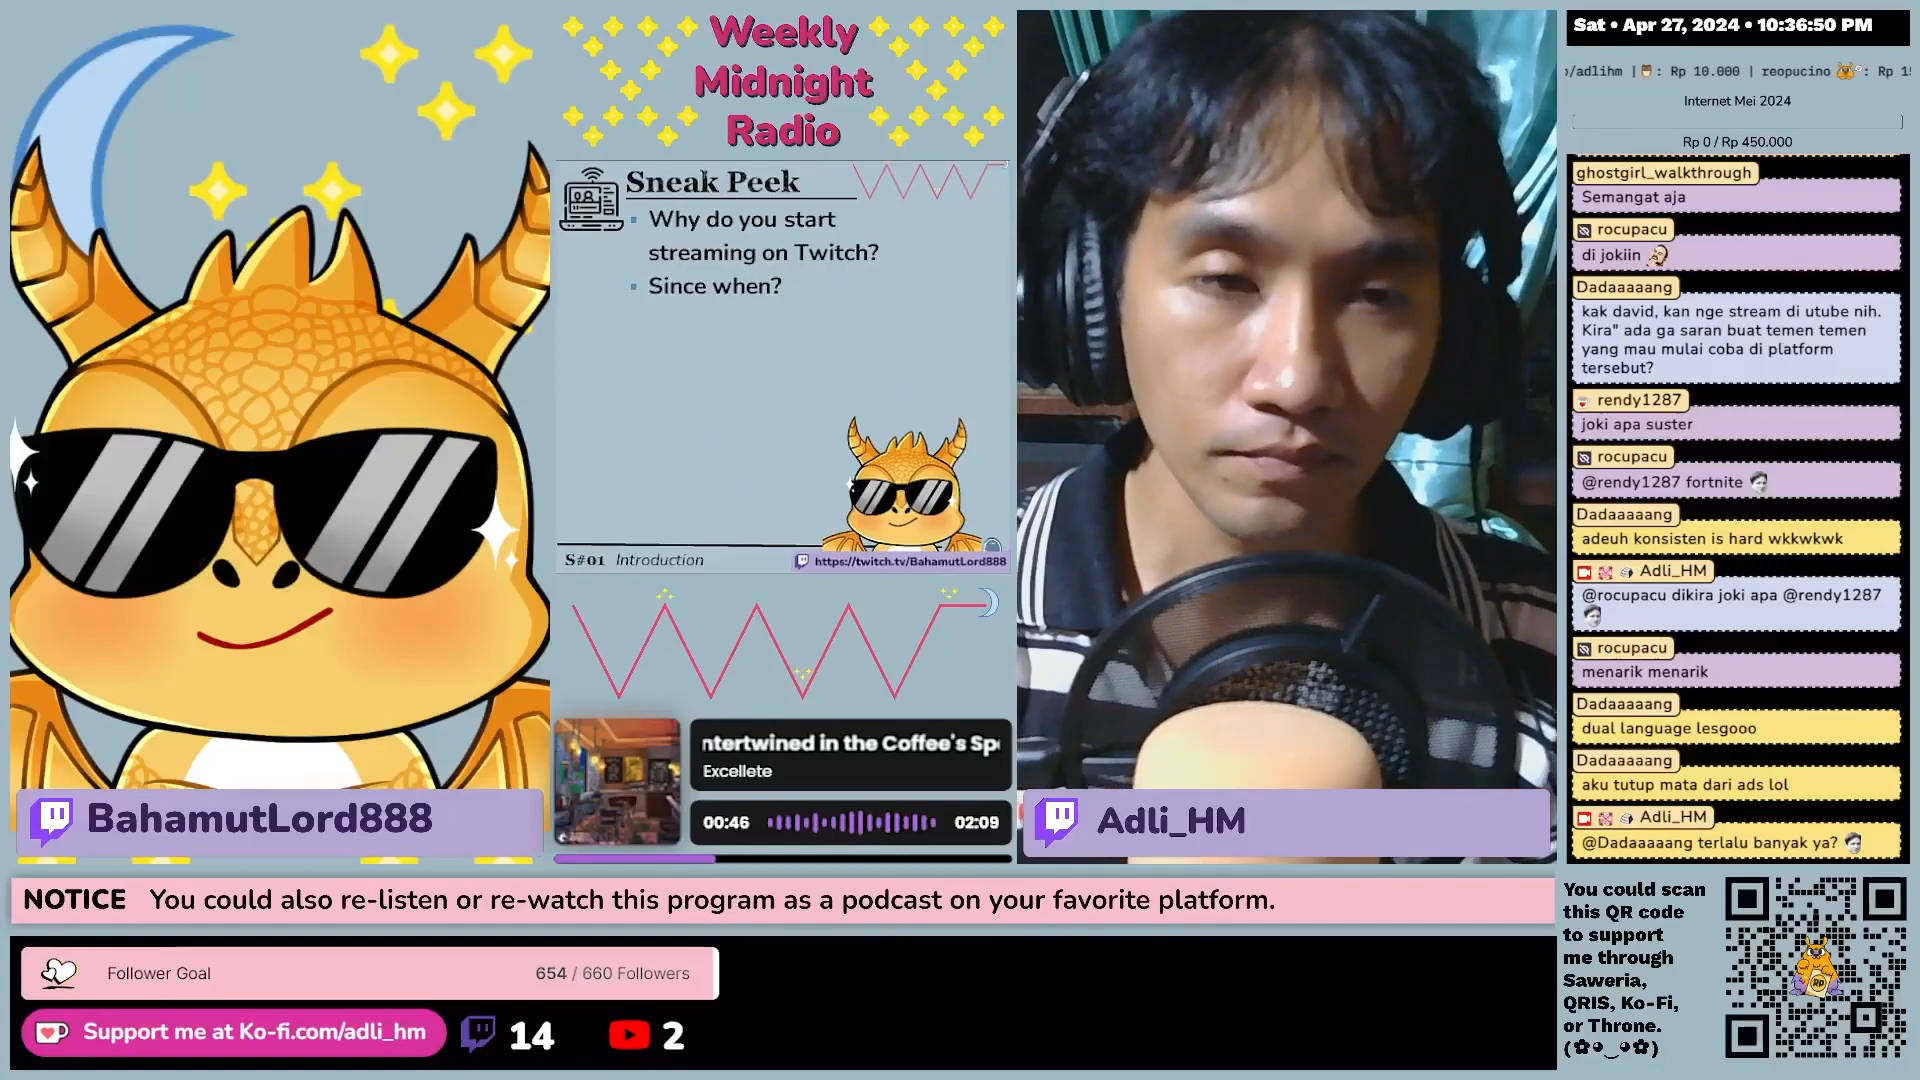 Weekly
Midnight
Radio
Sneak Peek
Why do you start
streaming on Twitch?
Since when?
S#01 Introduction
https://twitch.tv/BahamutLord888
ntertwined in the Coffee's Sp
Excellete
00:46
02:09
BahamutLord888
Adli_HM
Sat • Apr 27, 2024 • 10:36:50 PM
/adlihm | : Rp 10.000 | reopucino : Rp 1
Internet Mei 2024
Rp 0 / Rp 450.000
ghostgirl_walkthrough
Semangat aja
rocupacu
di jokiin
Dadaaaaang
kak david, kan nge stream di utube nih.
Kira" ada ga saran buat temen temen
yang mau mulai coba di platform
tersebut?
rendy1287
joki apa suster
rocupacu
@rendy1287 fortnite
Dadaaaaang
adeuh konsisten is hard wkwkwk
Adli_HM
@rocupacu dikira joki apa @rendy1287
rocupacu
menarik menarik
Dadaaaaang
dual language lesgooo
Dadaaaaang
aku tutup mata dari ads lol
Adli_HM
@Dadaaaaang terlalu banyak ya?
NOTICE You could also re-listen or re-watch this program as a podcast on your favorite platform.
Follower Goal
654 / 660 Followers
Support me at Ko-fi.com/adli_hm
14
2
You could scan
this QR code
to support
me through
Saweria,
QRIS, Ko-Fi,
or Throne.
(✿◕‿◕✿)
RP